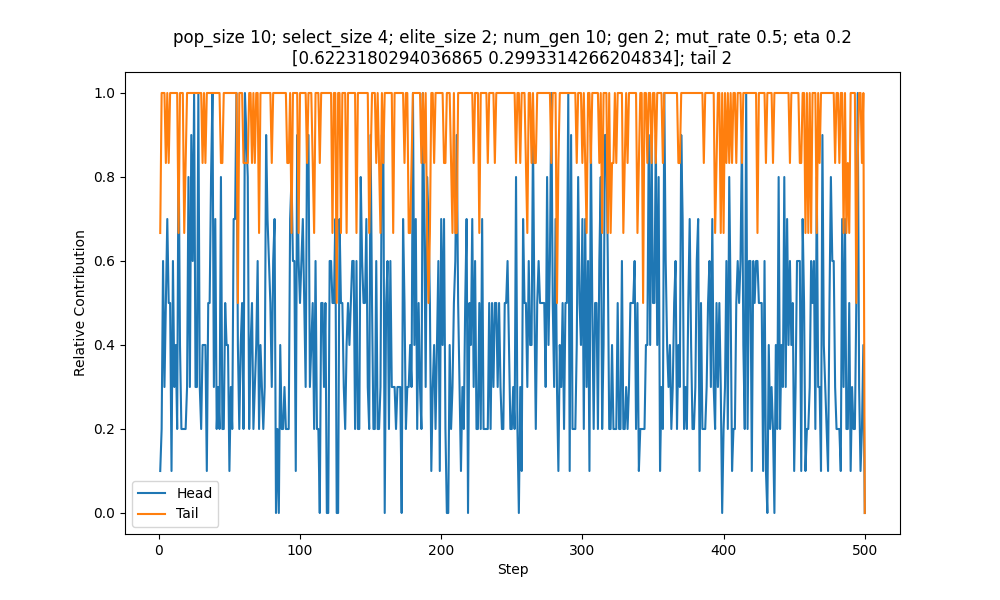 pop_size 10; select_size 4; elite_size 2; num_gen 10; gen 2; mut_rate 0.5; eta 0.2
[0.6223180294036865 0.2993314266204834]; tail 2
1.0
0.8
0.6
0.4
0.2
0.0
Relative Contribution
Head
Tail
0
100
200
300
400
500
Step